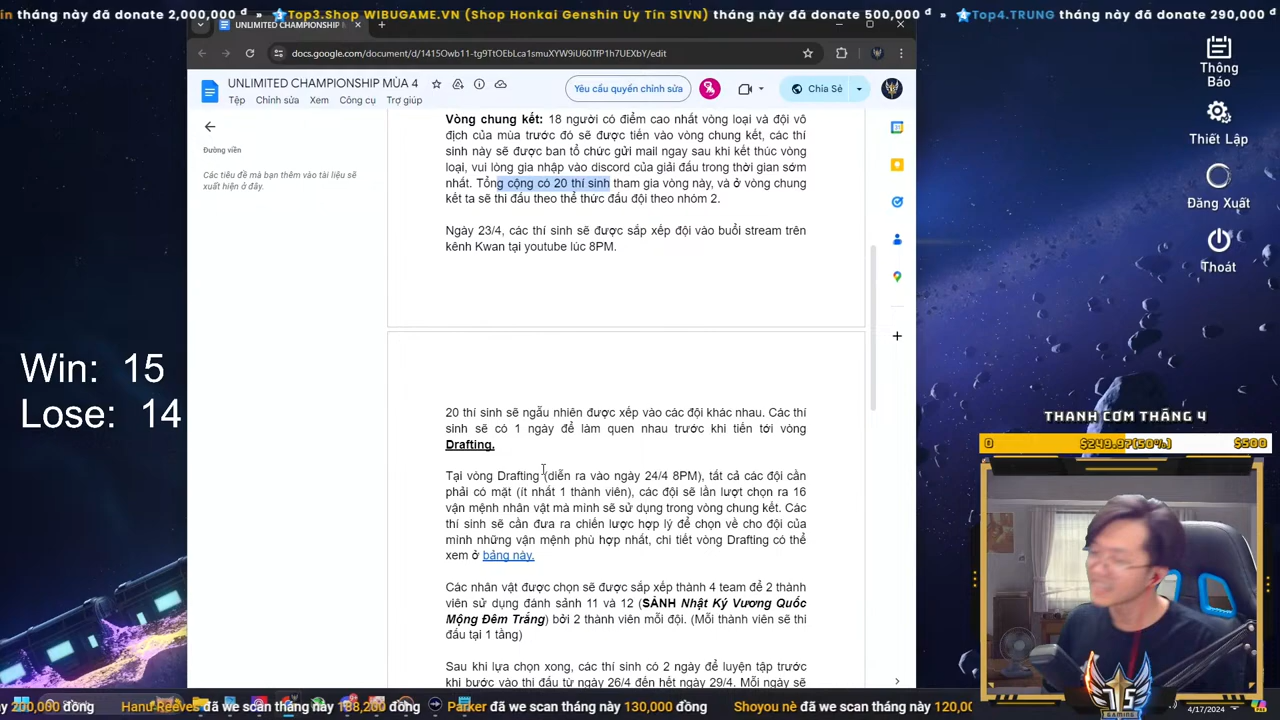 ín tháng này đã donate 2,000,000 đ » Top3.Shop WIBUGAME.VN (Shop Honkai Genshin Uy Tín S1VN) tháng này đã donate 500,000 đ » Top4.TRUNG tháng này đã donate 290,000 đ
UNLIMITED CHAMPIONSHIP
docs.google.com/document/d/1415Owb11-tg9TtOEbLca1smuXYW9iU60TfP1h7UEXbY/edit
UNLIMITED CHAMPIONSHIP MÙA 4
Tệp Chỉnh sửa Xem Công cụ Trợ giúp
Yêu cầu quyền chỉnh sửa
Chia Sẻ
Đường viền
Các tiêu đề mà bạn thêm vào tài liệu sẽ
xuất hiện ở đây.
Vòng chung kết: 18 người có điểm cao nhất vòng loại và đội vô
địch của mùa trước đó sẽ được tiến vào vòng chung kết, các thí
sinh này sẽ được ban tổ chức gửi mail ngay sau khi kết thúc vòng
loại, vui lòng gia nhập vào discord của giải đấu trong thời gian sớm
nhất. Tổng cộng có 20 thí sinh tham gia vòng này, và ở vòng chung
kết ta sẽ thi đấu theo thể thức đấu đội theo nhóm 2.
Ngày 23/4, các thí sinh sẽ được sắp xếp đội vào buổi stream trên
kênh Kwan tại youtube lúc 8PM.
20 thí sinh sẽ ngẫu nhiên được xếp vào các đội khác nhau. Các thí
sinh sẽ có 1 ngày để làm quen nhau trước khi tiến tới vòng
Drafting.
Tại vòng Drafting (diễn ra vào ngày 24/4 8PM), tất cả các đội cần
phải có mặt (ít nhất 1 thành viên), các đội sẽ lần lượt chọn ra 16
vận mệnh nhân vật mà mình sẽ sử dụng trong vòng chung kết. Các
thí sinh sẽ cần đưa ra chiến lược hợp lý để chọn về cho đội của
mình những vận mệnh phù hợp nhất, chi tiết vòng Drafting có thể
xem ở bảng này.
Các nhân vật được chọn sẽ được sắp xếp thành 4 team để 2 thành
viên sử dụng đánh sảnh 11 và 12 (SẢNH Nhật Ký Vương Quốc
Mộng Đêm Trắng) bởi 2 thành viên mỗi đội. (Mỗi thành viên sẽ thi
đấu tại 1 tầng)
Sau khi lựa chọn xong, các thí sinh có 2 ngày để luyện tập trước
khi bước vào thi đấu từ ngày 26/4 đến hết ngày 29/4. Mỗi ngày sẽ
Win: 15
Lose: 14
Thông
Báo
Thiết Lập
Đăng Xuất
Thoát
THANH CƠM THÁNG 4
0 $249.97(50%) $500
GAMING
4/17/2024
200,000 đồng Hanu-Reeves đã we scan tháng này 138,200 đồng Parker đã we scan tháng này 130,000 đồng Shoyou nè đã we scan tháng này 120,0